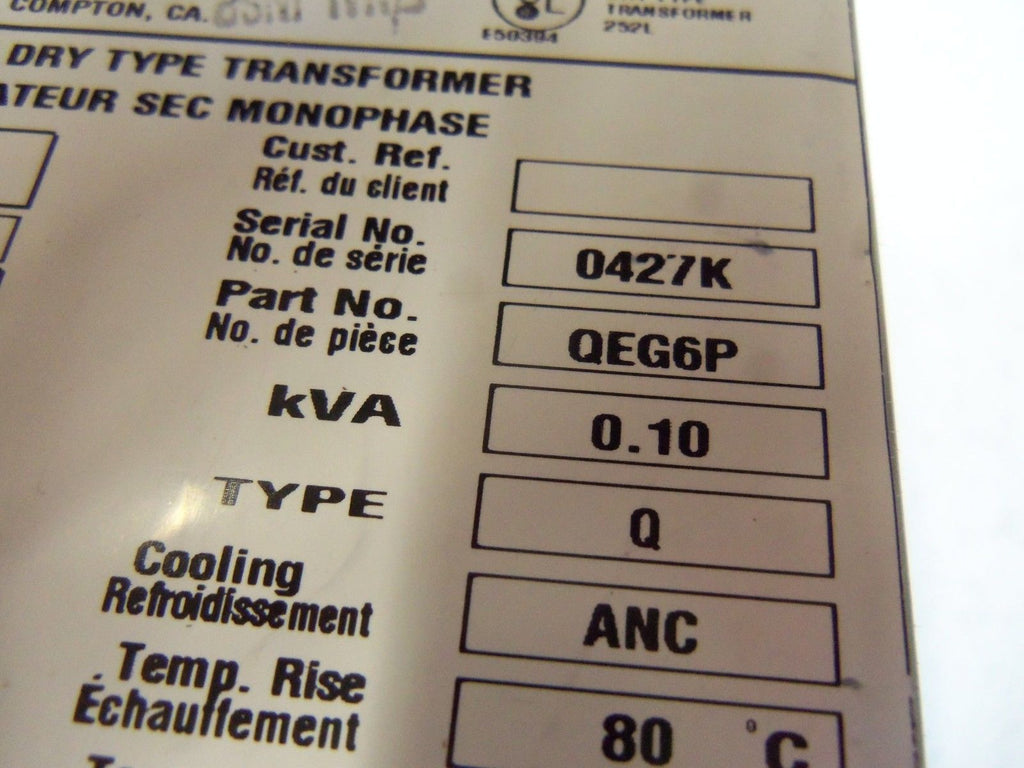 COMPTON, CA.
TRANSFORMER
E50394
252L
DRY TYPE TRANSFORMER
ATEUR SEC MONOPHASE
Cust. Ref.
Réf. du client
Serial No.
No. de série
0427K
Part No.
No. de pièce
QEG6P
kVA
0.10
TYPE
Q
Cooling
Refroidissement
ANC
Temp. Rise
Échauffement
80 °C